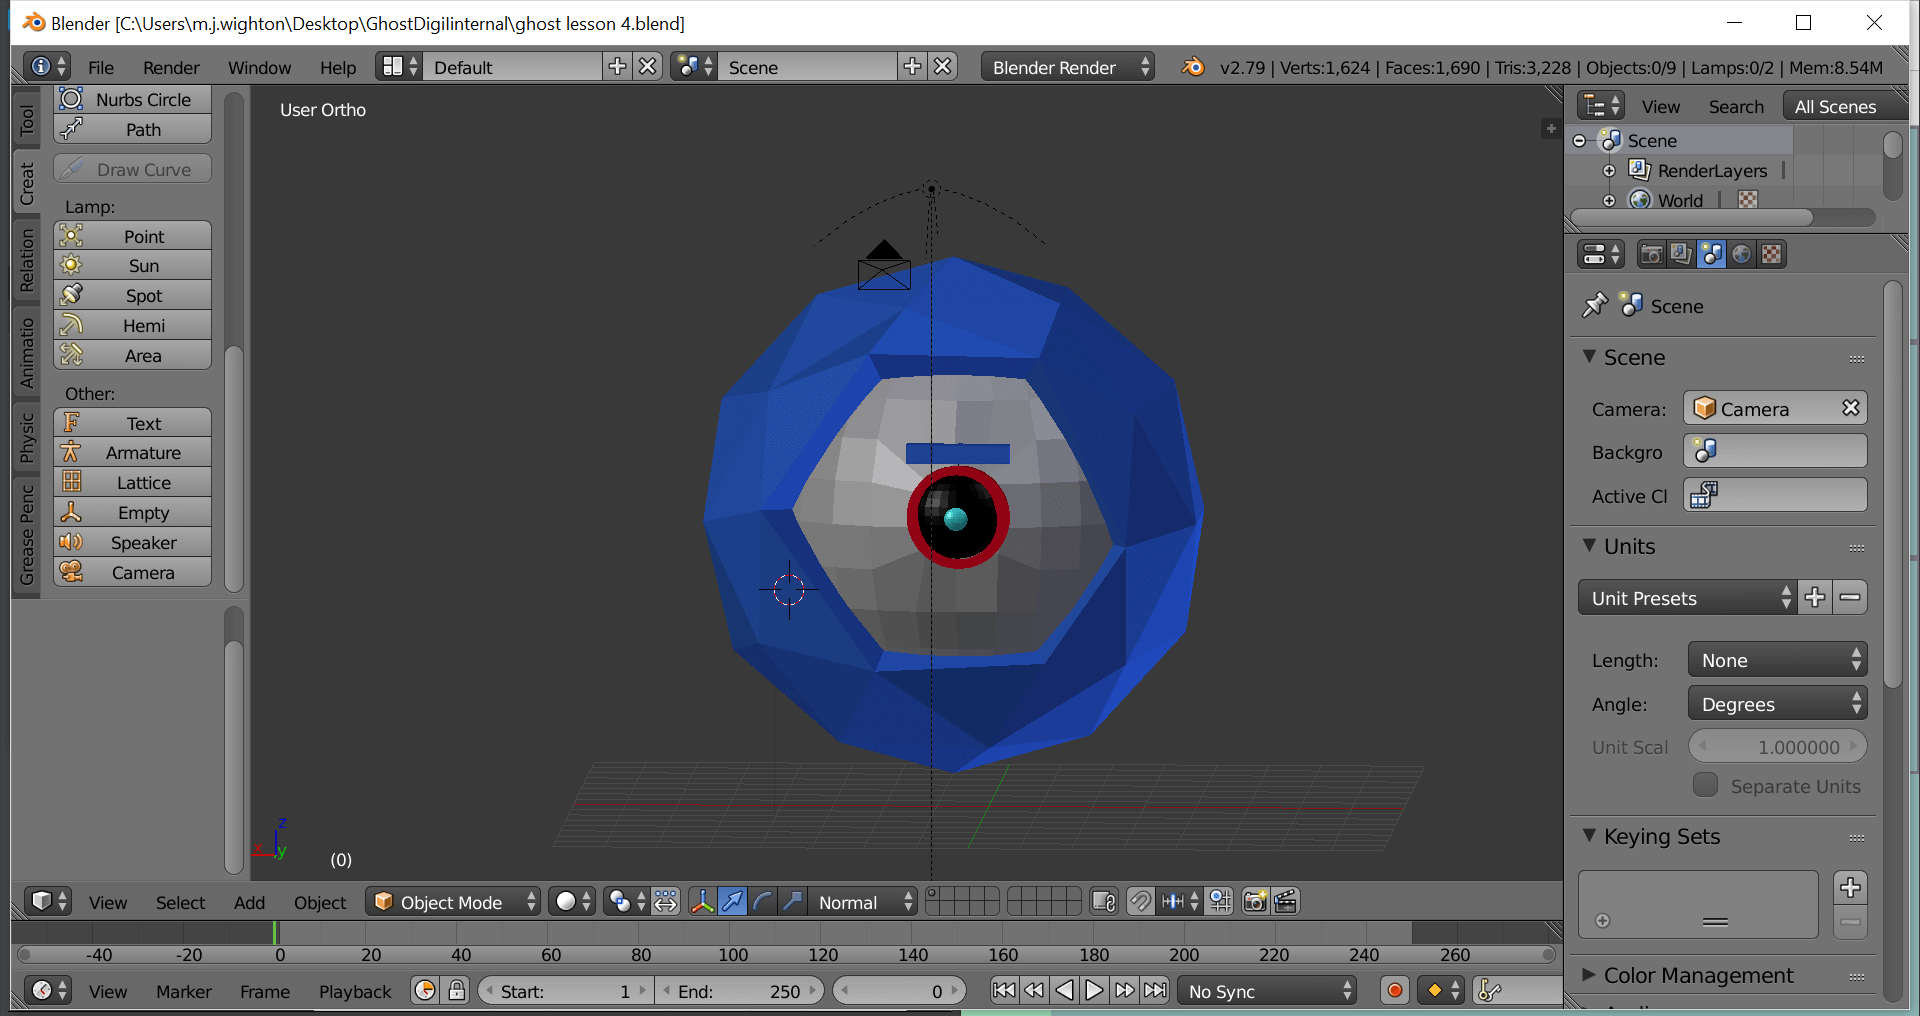 Blender [C:\Users\m.j.wighton\Desktop\GhostDigiIinternal\ghost lesson 4.blend]
File Render Window Help Default Scene Blender Render v2.79 | Verts:1,624 | Faces:1,690 | Tris:3,228 | Objects:0/9 | Lamps:0/2 | Mem:8.54M
Tool
Creat
Relation
Animatio
Physic
Grease Penc
Nurbs Circle
Path
Draw Curve
Lamp:
Point
Sun
Spot
Hemi
Area
Other:
Text
Armature
Lattice
Empty
Speaker
Camera
User Ortho
z
x
y
(0)
View Select Add Object Object Mode Normal
-40 -20 0 20 40 60 80 100 120 140 160 180 200 220 240 260
View Marker Frame Playback Start: 1 End: 250 0 No Sync
View Search All Scenes
Scene
RenderLayers
World
Scene
Scene
Camera: Camera
Backgro
Active Cl
Units
Unit Presets
Length: None
Angle: Degrees
Unit Scal 1.000000
Separate Units
Keying Sets
Color Management